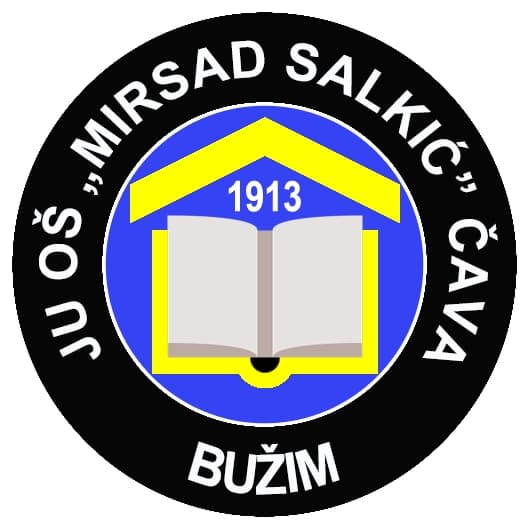 JU OŠ „MIRSAD SALKIĆ” ČAVA
1913
BUŽIM